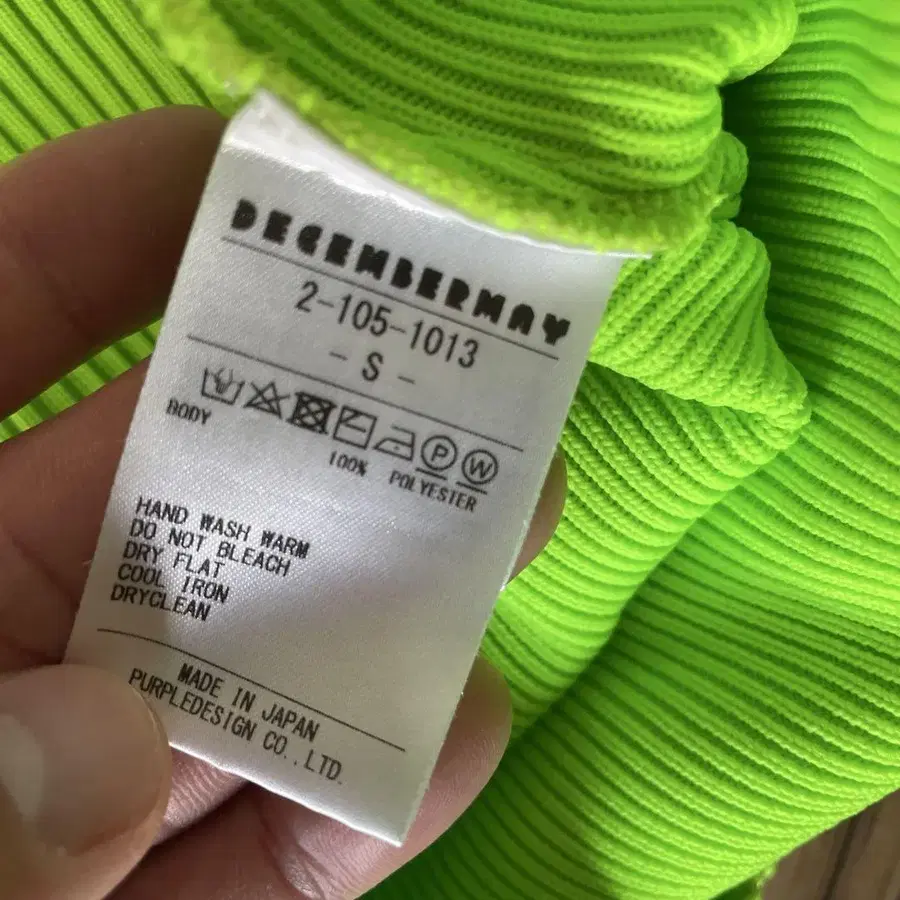 DECEMBERMAY
2-105-1013
- S -
BODY
P W
100% POLYESTER
HAND WASH WARM
DO NOT BLEACH
DRY FLAT
COOL IRON
DRYCLEAN
MADE IN JAPAN
PURPLEDESIGN CO.,LTD.